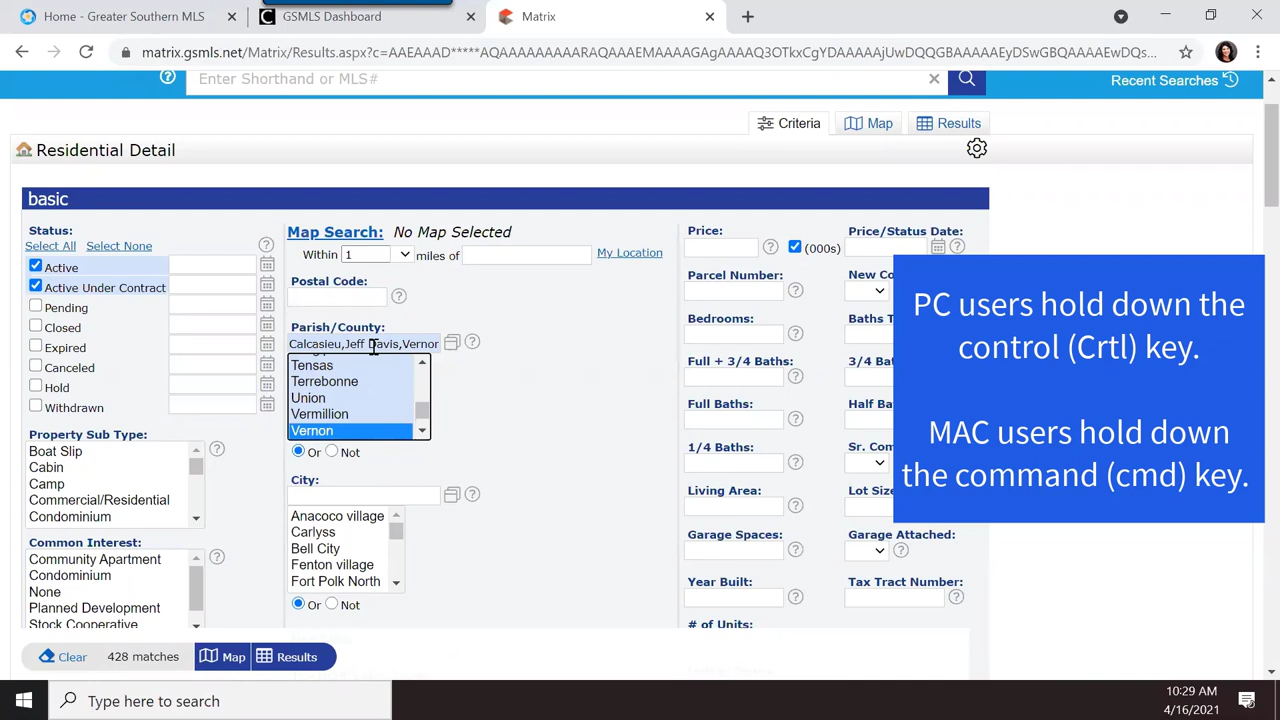 Home - Greater Southern MLS
GSMLS Dashboard
Matrix
matrix.gsmls.net/Matrix/Results.aspx?c=AAEAAAD*****AQAAAAAAAAARAQAAAEMAAAAGAgAAAAQ3OTkxCgYDAAAAAjUwDQQGBAAAAAEyDSwGBQAAAAEwDQs...
Enter Shorthand or MLS#
Recent Searches
Criteria
Map
Results
Residential Detail
basic
Status:
Select All Select None
Active
Active Under Contract
Pending
Closed
Expired
Canceled
Hold
Withdrawn
Property Sub Type:
Boat Slip
Cabin
Camp
Commercial/Residential
Condominium
Common Interest:
Community Apartment
Condominium
None
Planned Development
Stock Cooperative
Map Search: No Map Selected
Within 1 miles of
My Location
Postal Code:
Parish/County:
Calcasieu,Jeff Davis,Vernon
Tensas
Terrebonne
Union
Vermillion
Vernon
Or Not
City:
Anacoco village
Carlyss
Bell City
Fenton village
Fort Polk North
Or Not
Price:
(000s)
Parcel Number:
Bedrooms:
Full + 3/4 Baths:
Full Baths:
1/4 Baths:
Living Area:
Garage Spaces:
Year Built:
# of Units:
Price/Status Date:
New Co
Baths T
3/4 Bat
Half Ba
Sr. Com
Lot Size
Garage Attached:
Tax Tract Number:
PC users hold down the
control (Crtl) key.
MAC users hold down
the command (cmd) key.
Clear
428 matches
Map
Results
Type here to search
10:29 AM
4/16/2021